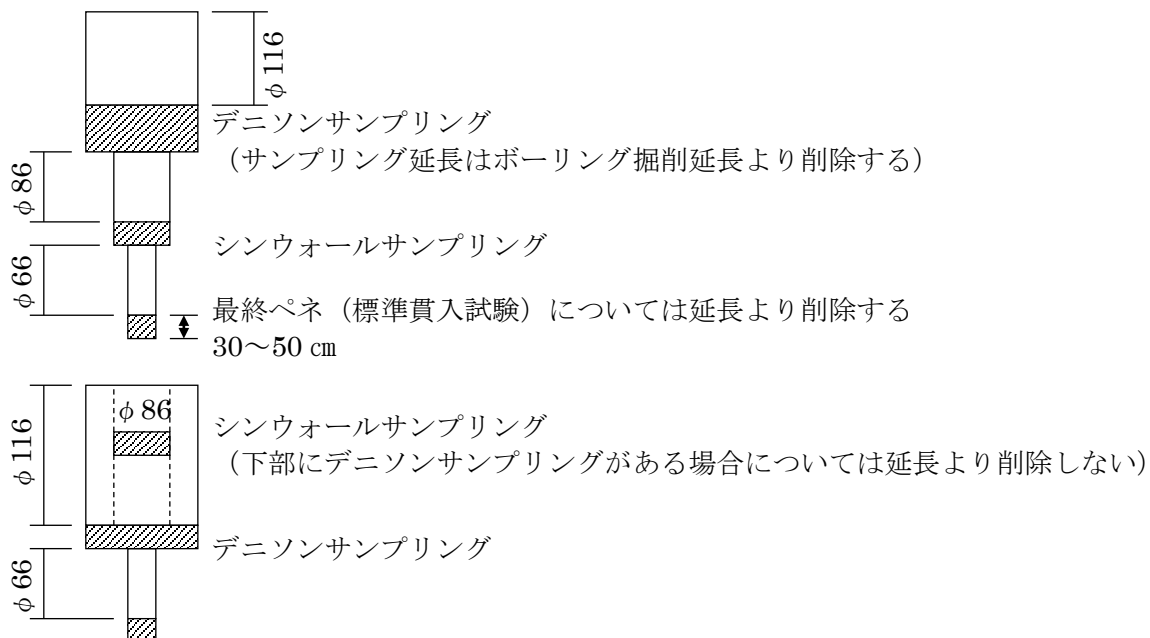 φ116
デニソンサンプリング
（サンプリング延長はボーリング掘削延長より削除する）
φ86
シンウォールサンプリング
φ66
最終ペネ（標準貫入試験）については延長より削除する
30～50 ㎝
φ86
φ116
シンウォールサンプリング
（下部にデニソンサンプリングがある場合については延長より削除しない）
デニソンサンプリング
φ66